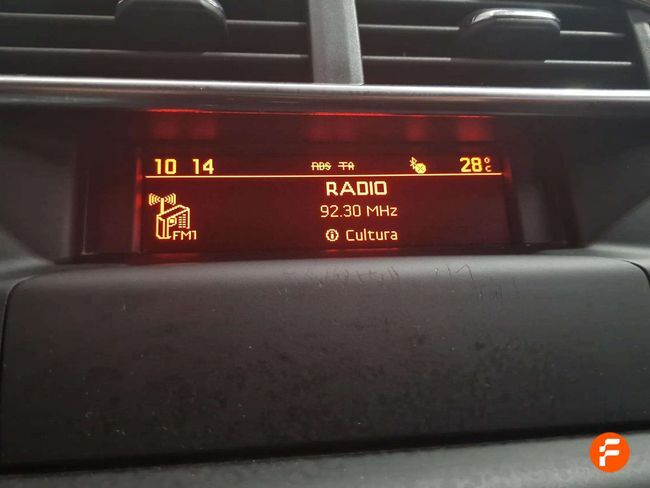 10 14 RDS TA 28°C
RADIO
92.30 MHz
FM1 Cultura